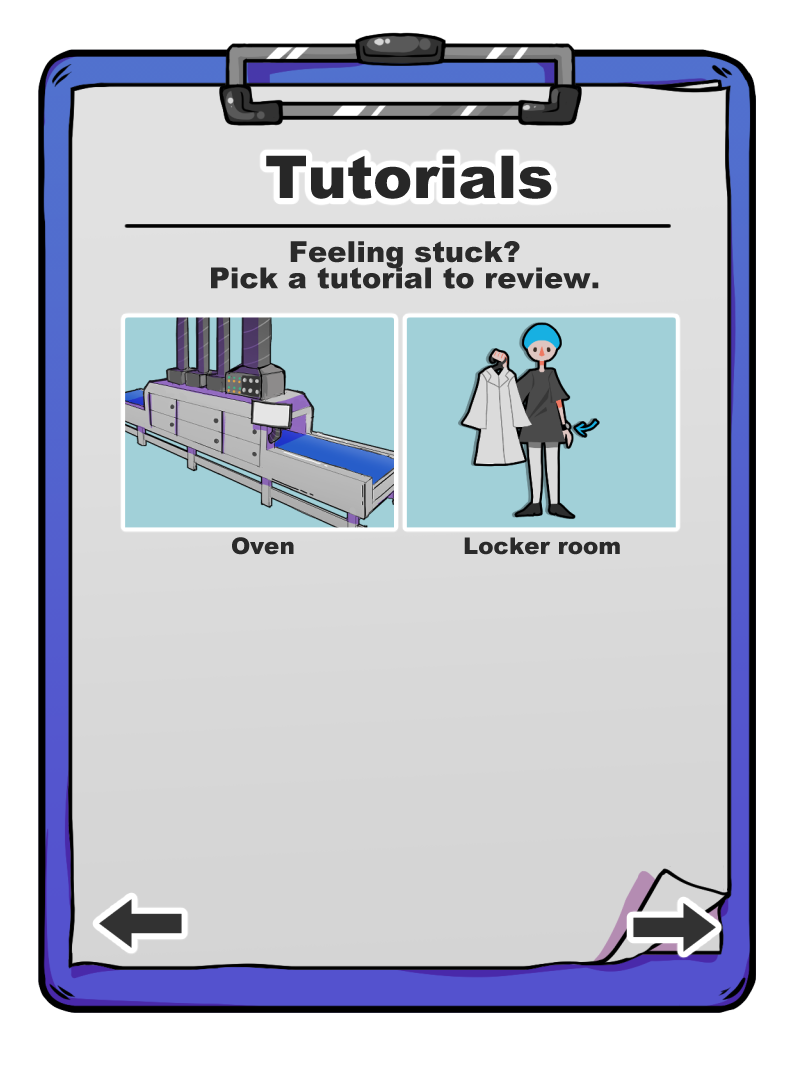 Tutorials
Feeling stuck?
Pick a tutorial to review.
Oven
Locker room